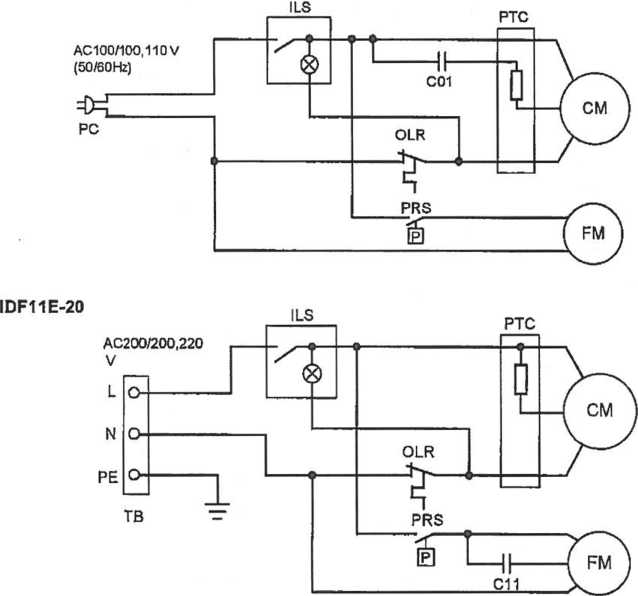 ILS
PTC
AC100/100,110 V
(50/60Hz)
C01
CM
PC
OLR
PRS
P
FM
IDF11E-20
ILS
PTC
AC200/200,220
V
L
CM
N
OLR
PE
PRS
TB
P
FM
C11